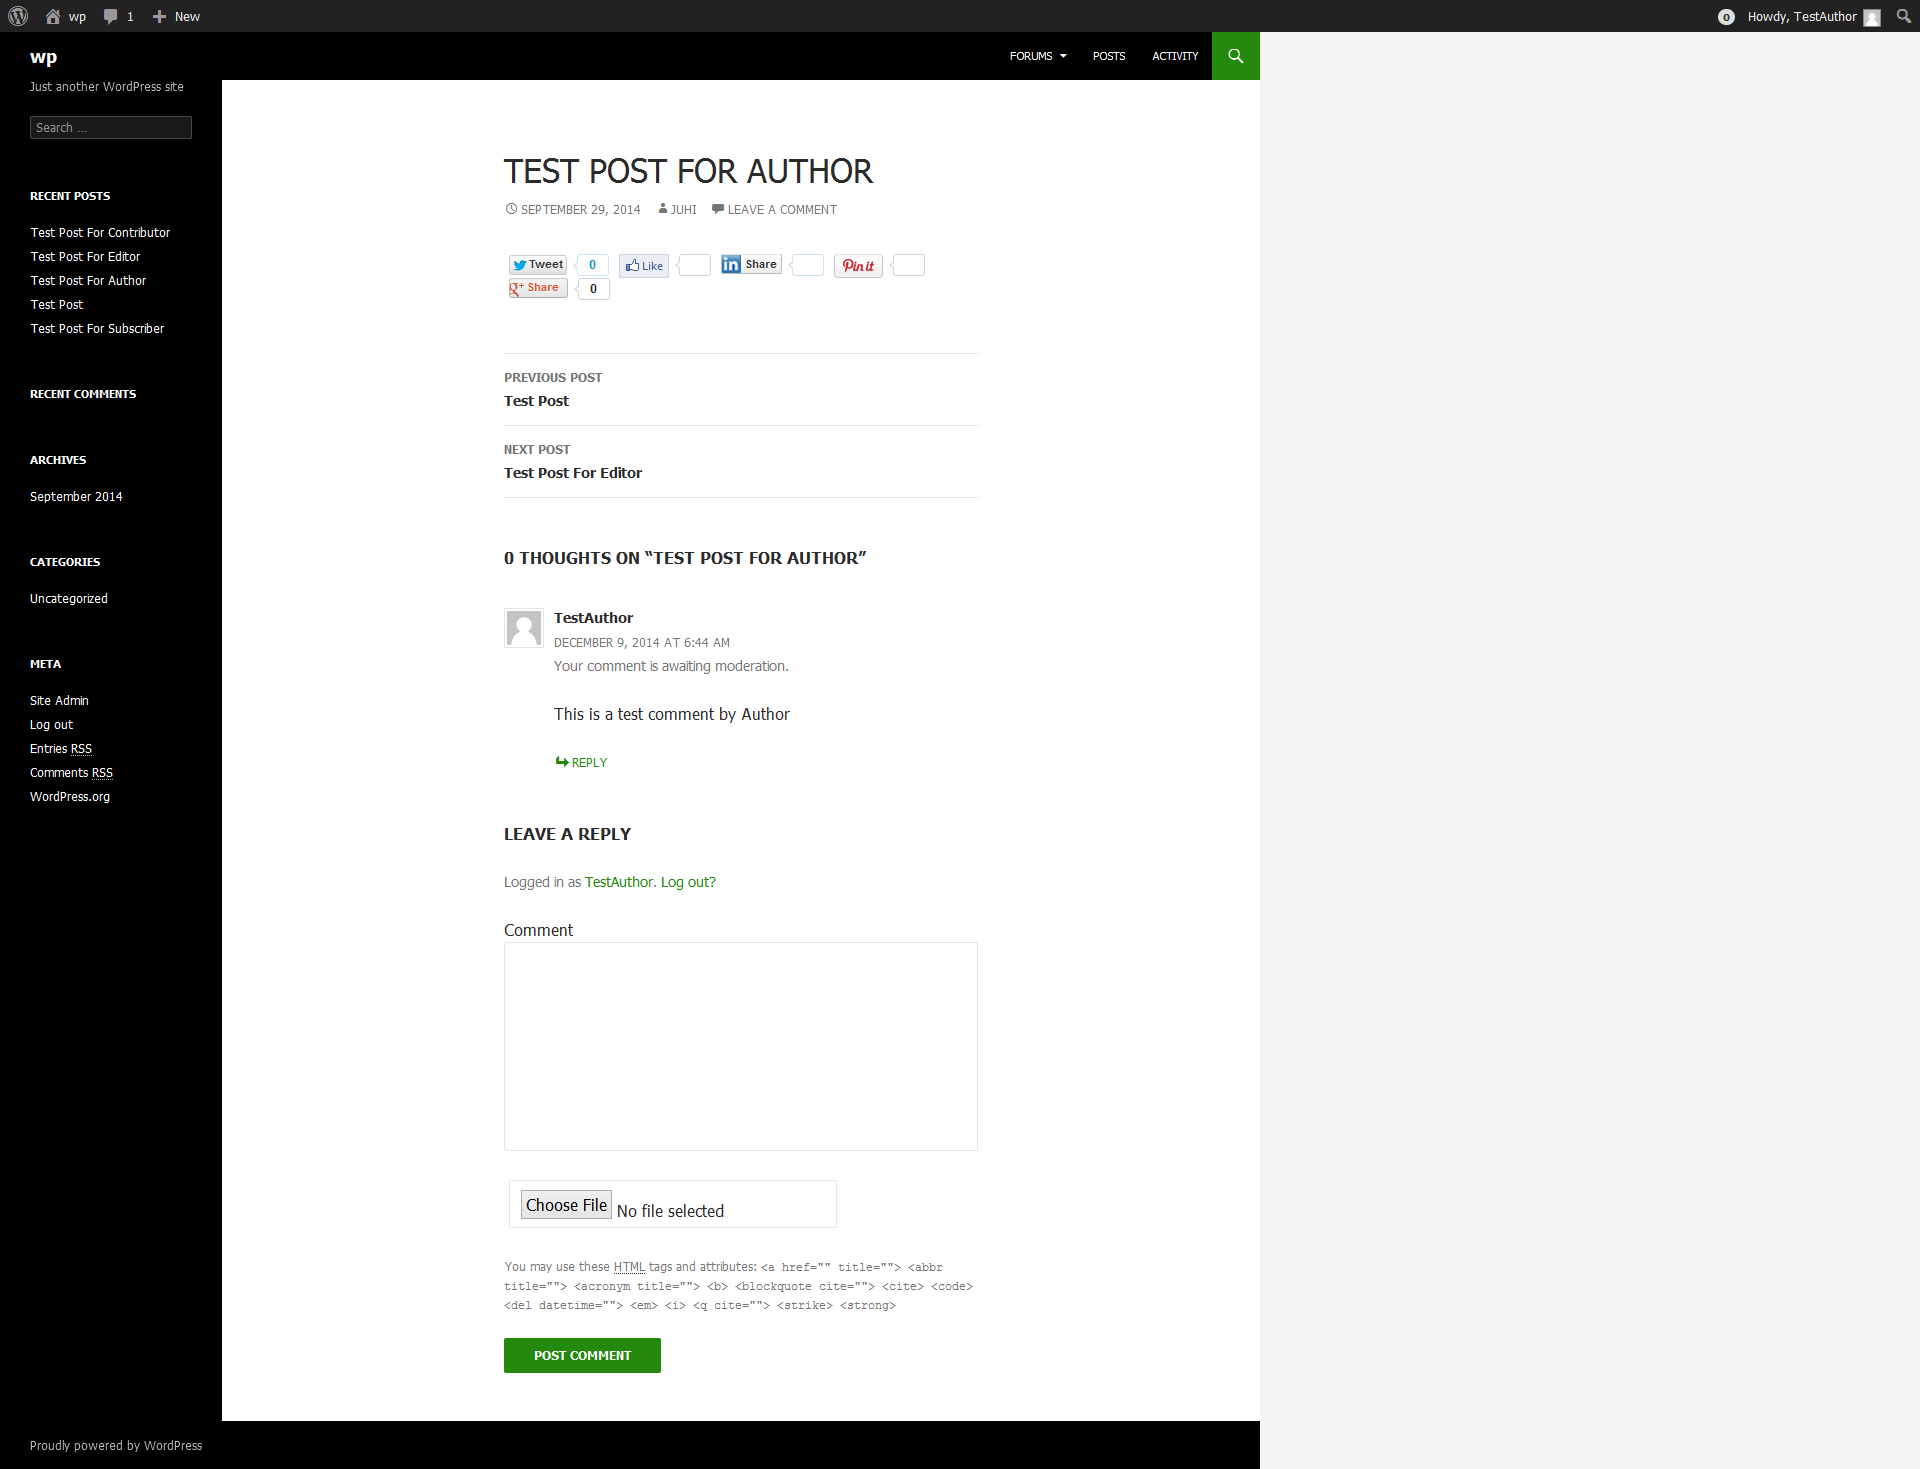 wp 1 New 0 Howdy, TestAuthor
wp
FORUMS POSTS ACTIVITY
Just another WordPress site
Search ...
RECENT POSTS
Test Post For Contributor
Test Post For Editor
Test Post For Author
Test Post
Test Post For Subscriber
RECENT COMMENTS
ARCHIVES
September 2014
CATEGORIES
Uncategorized
META
Site Admin
Log out
Entries RSS
Comments RSS
WordPress.org
TEST POST FOR AUTHOR
SEPTEMBER 29, 2014 JUHI LEAVE A COMMENT
Tweet 0 Like in Share Pin it
g+ Share 0
PREVIOUS POST
Test Post
NEXT POST
Test Post For Editor
0 THOUGHTS ON “TEST POST FOR AUTHOR”
TestAuthor
DECEMBER 9, 2014 AT 6:44 AM
Your comment is awaiting moderation.
This is a test comment by Author
REPLY
LEAVE A REPLY
Logged in as TestAuthor. Log out?
Comment
Choose File No file selected
You may use these HTML tags and attributes: <a href="" title=""> <abbr
title=""> <acronym title=""> <b> <blockquote cite=""> <cite> <code>
<del datetime=""> <em> <i> <q cite=""> <strike> <strong>
POST COMMENT
Proudly powered by WordPress